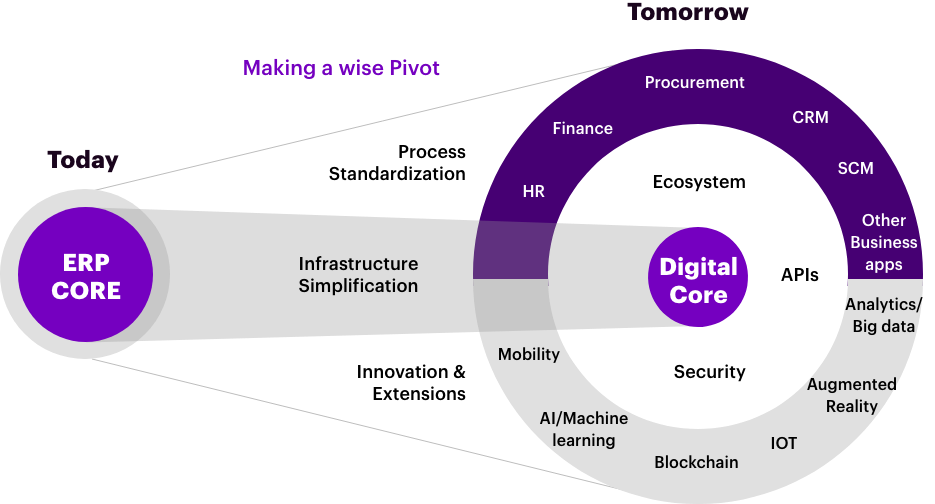 Tomorrow
Making a wise Pivot
Today
ERP
CORE
Process
Standardization
Infrastructure
Simplification
Innovation &
Extensions
Procurement
CRM
Finance
SCM
HR
Other
Business
apps
Ecosystem
Digital
Core
APIs
Security
Analytics/
Big data
Mobility
Augmented
Reality
AI/Machine
learning
IOT
Blockchain